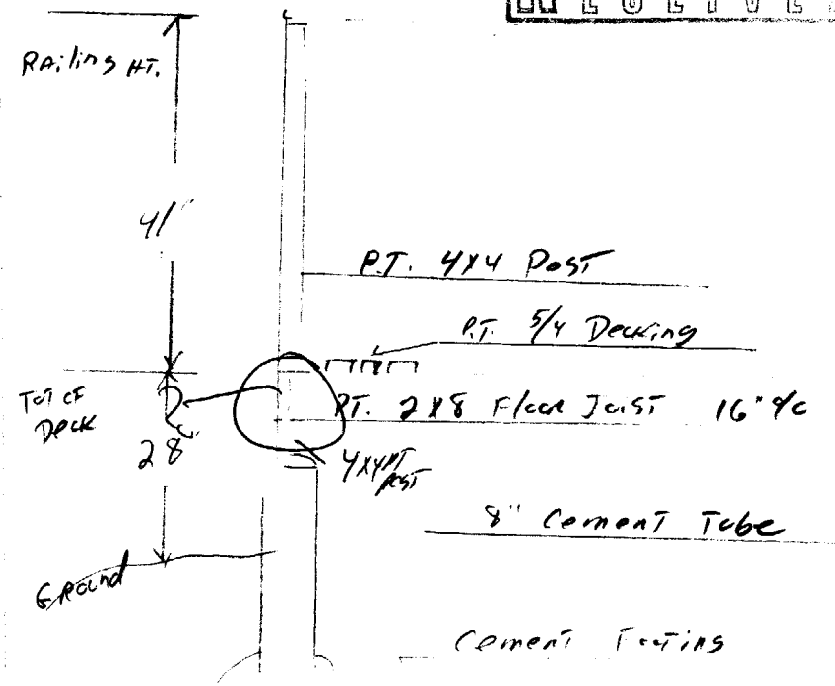 RAiling HT.
41"
P.T. 4x4 Post
P.T. 5/4 Decking
Top of
Deck
P.T. 2x8 Floor Joist 16" o/c
28"
4x4 PT
Post
8" Cement Tube
Ground
Cement Footing